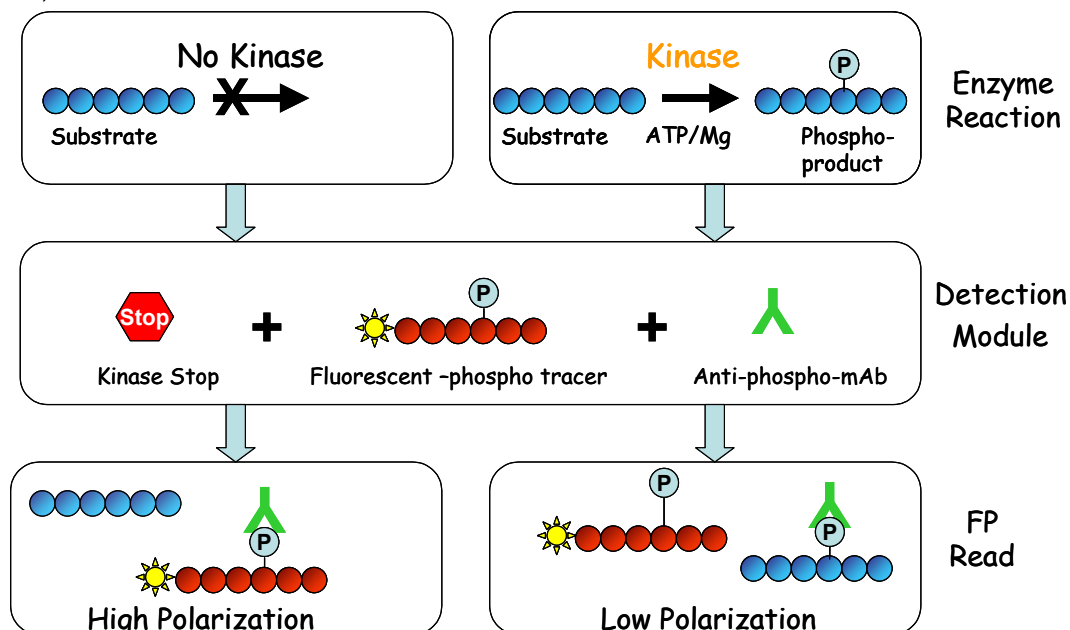 No Kinase
Substrate
Kinase
P
Substrate
ATP/Mg
Phospho-
product
Enzyme
Reaction
Stop
P
Kinase Stop
Fluorescent –phospho tracer
Anti-phospho-mAb
Detection
Module
P
High Polarization
P
P
Low Polarization
FP
Read